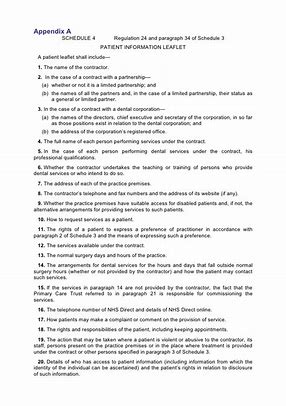 Appendix A
SCHEDULE 4 Regulation 24 and paragraph 34 of Schedule 3
PATIENT INFORMATION LEAFLET
A patient leaflet shall include—
1. The name of the contractor.
2. In the case of a contract with a partnership—
(a) whether or not it is a limited partnership; and
(b) the names of all the partners and, in the case of a limited partnership, their status as
a general or limited partner.
3. In the case of a contract with a dental corporation—
(a) the names of the directors, chief executive and secretary of the corporation, in so far
as those positions exist in relation to the dental corporation; and
(b) the address of the corporation's registered office.
4. The full name of each person performing services under the contract.
5. In the case of each person performing dental services under the contract, his
professional qualifications.
6. Whether the contractor undertakes the teaching or training of persons who provide
dental services or who intend to do so.
7. The address of each of the practice premises.
8. The contractor's telephone and fax numbers and the address of its website (if any).
9. Whether the practice premises have suitable access for disabled patients and, if not, the
alternative arrangements for providing services to such patients.
10. How to request services as a patient.
11. The rights of a patient to express a preference of practitioner in accordance with
paragraph 2 of Schedule 3 and the means of expressing such a preference.
12. The services available under the contract.
13. The normal surgery days and hours of the practice.
14. The arrangements for dental services for the hours and days that fall outside normal
surgery hours (whether or not provided by the contractor) and how the patient may contact
such services.
15. If the services in paragraph 14 are not provided by the contractor, the fact that the
Primary Care Trust referred to in paragraph 21 is responsible for commissioning the
services.
16. The telephone number of NHS Direct and details of NHS Direct online.
17. How patients may make a complaint or comment on the provision of service.
18. The rights and responsibilities of the patient, including keeping appointments.
19. The action that may be taken where a patient is violent or abusive to the contractor, its
staff, persons present on the practice premises or in the place where treatment is provided
under the contract or other persons specified in paragraph 3 of Schedule 3.
20. Details of who has access to patient information (including information from which the
identity of the individual can be ascertained) and the patient's rights in relation to disclosure
of such information.